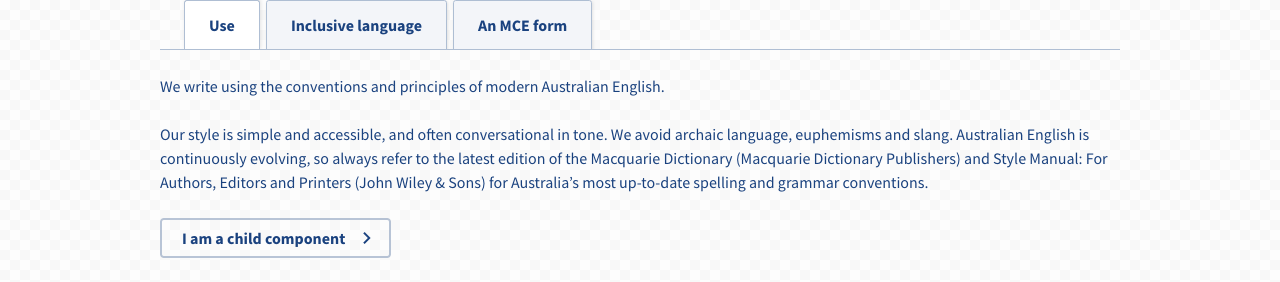 Use
Inclusive language
An MCE form
We write using the conventions and principles of modern Australian English.
Our style is simple and accessible, and often conversational in tone. We avoid archaic language, euphemisms and slang. Australian English is
continuously evolving, so always refer to the latest edition of the Macquarie Dictionary (Macquarie Dictionary Publishers) and Style Manual: For
Authors, Editors and Printers (John Wiley & Sons) for Australia’s most up-to-date spelling and grammar conventions.
I am a child component